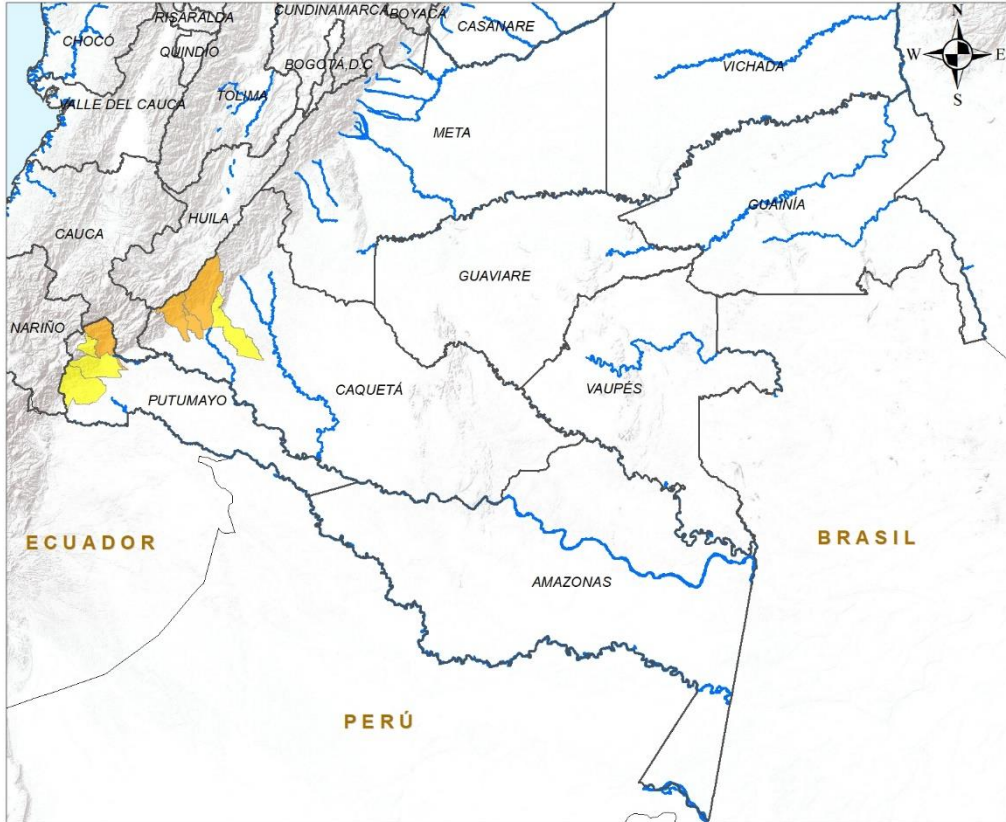 RISARALDA
CUNDINAMARCA
BOYACÁ
N
CASANARE
CHOCÓ
QUINDÍO
BOGOTÁ,D.C
W
E
VICHADA
TOLIMA
VALLE DEL CAUCA
S
META
HUILA
GUAINÍA
CAUCA
GUAVIARE
NARIÑO
CAQUETÁ
VAUPÉS
PUTUMAYO
ECUADOR
BRASIL
AMAZONAS
PERÚ